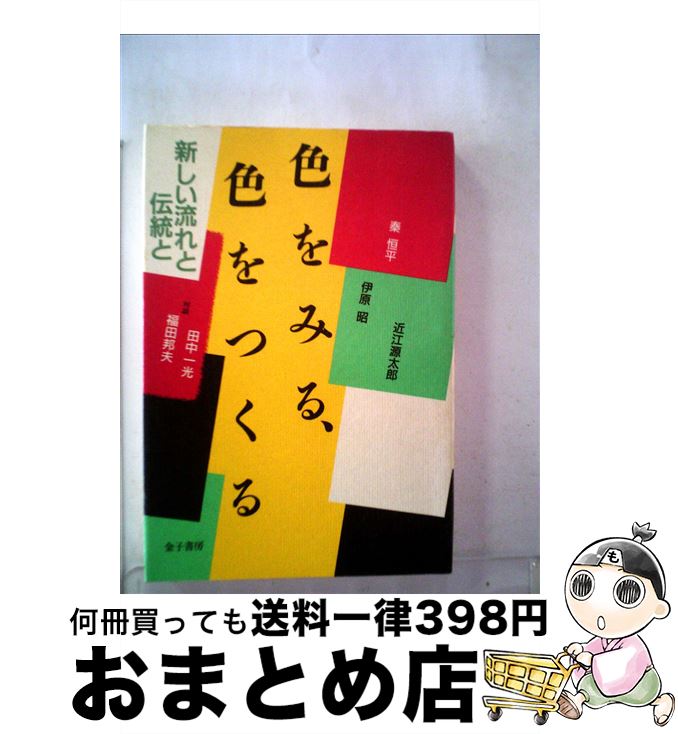 色をみる、
色をつくる
新しい流れと
伝統と
秦 恒平
伊原 昭
近江源太郎
対談
田中一光
福田邦夫
金子書房
も
何冊買っても送料一律398円
おまとめ店